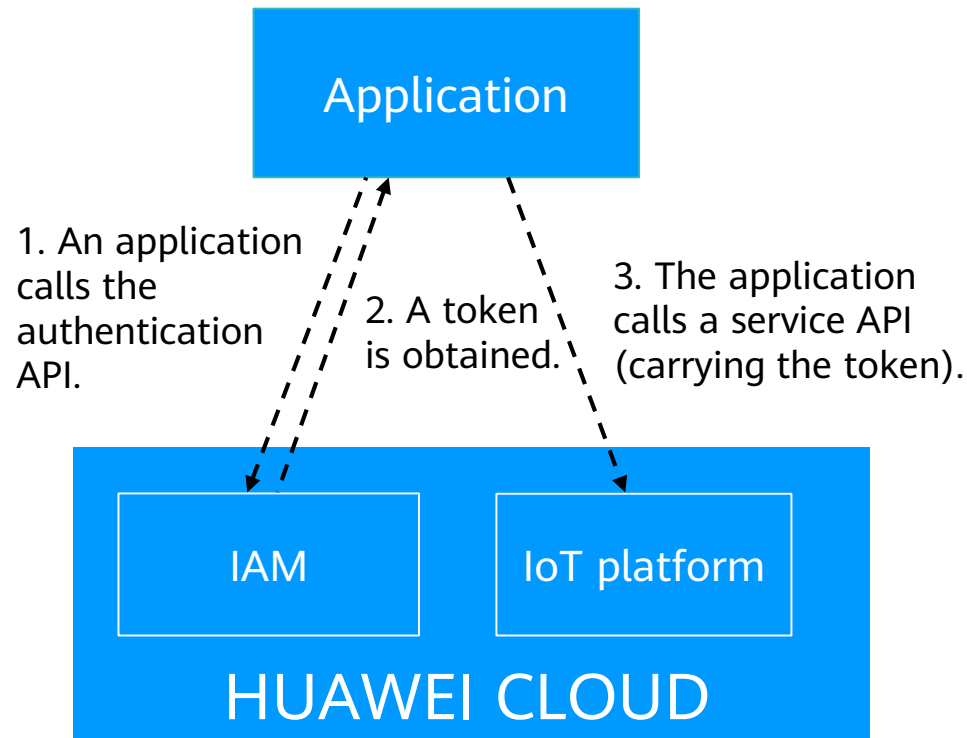 Application
1. An application
calls the
authentication
API.
2. A token
is obtained.
3. The application
calls a service API
(carrying the token).
IAM
IoT platform
HUAWEI CLOUD